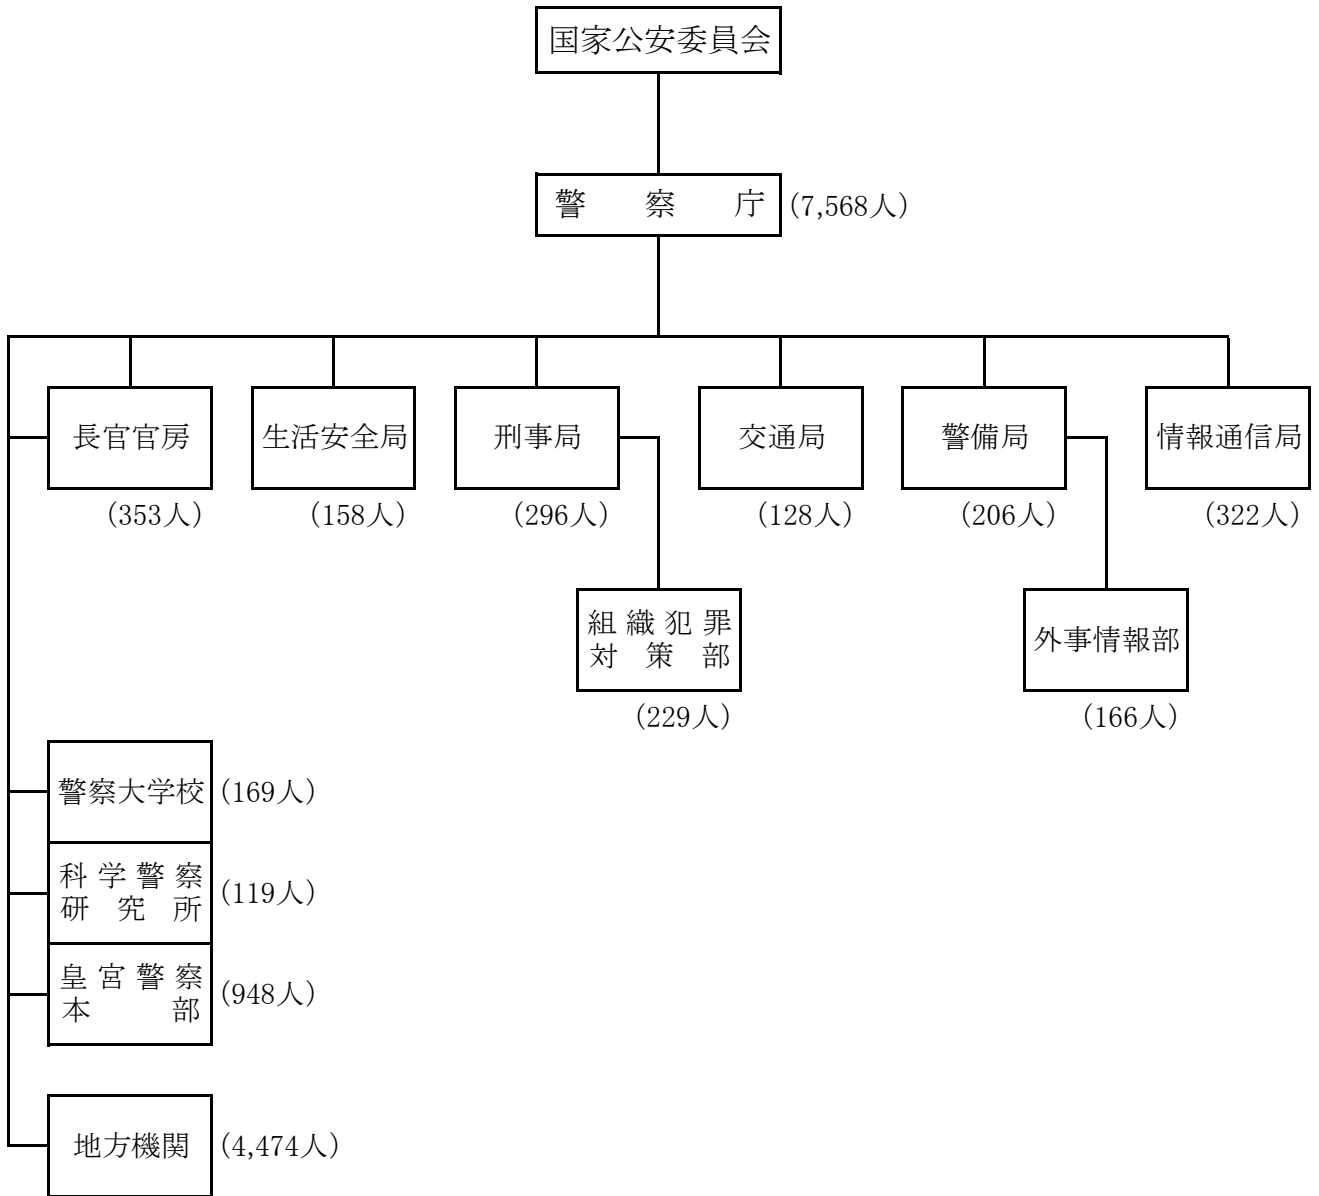 国家公安委員会
警察庁 (7,568人)
長官官房
(353人)
生活安全局
(158人)
刑事局
(296人)
交通局
(128人)
警備局
(206人)
情報通信局
(322人)
組織犯罪
対策部
(229人)
外事情報部
(166人)
警察大学校 (169人)
科学警察
研究所
(119人)
皇宮警察
本部
(948人)
地方機関 (4,474人)